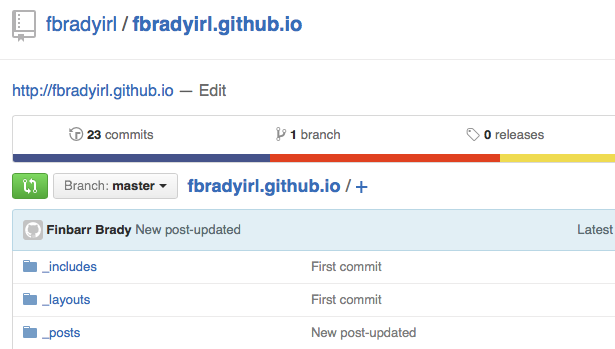 fbradyirl / fbradyirl.github.io
http://fbradyirl.github.io — Edit
23 commits 1 branch 0 releases
Branch: master fbradyirl.github.io / +
Finbarr Brady New post-updated Latest
_includes First commit
_layouts First commit
_posts New post-updated